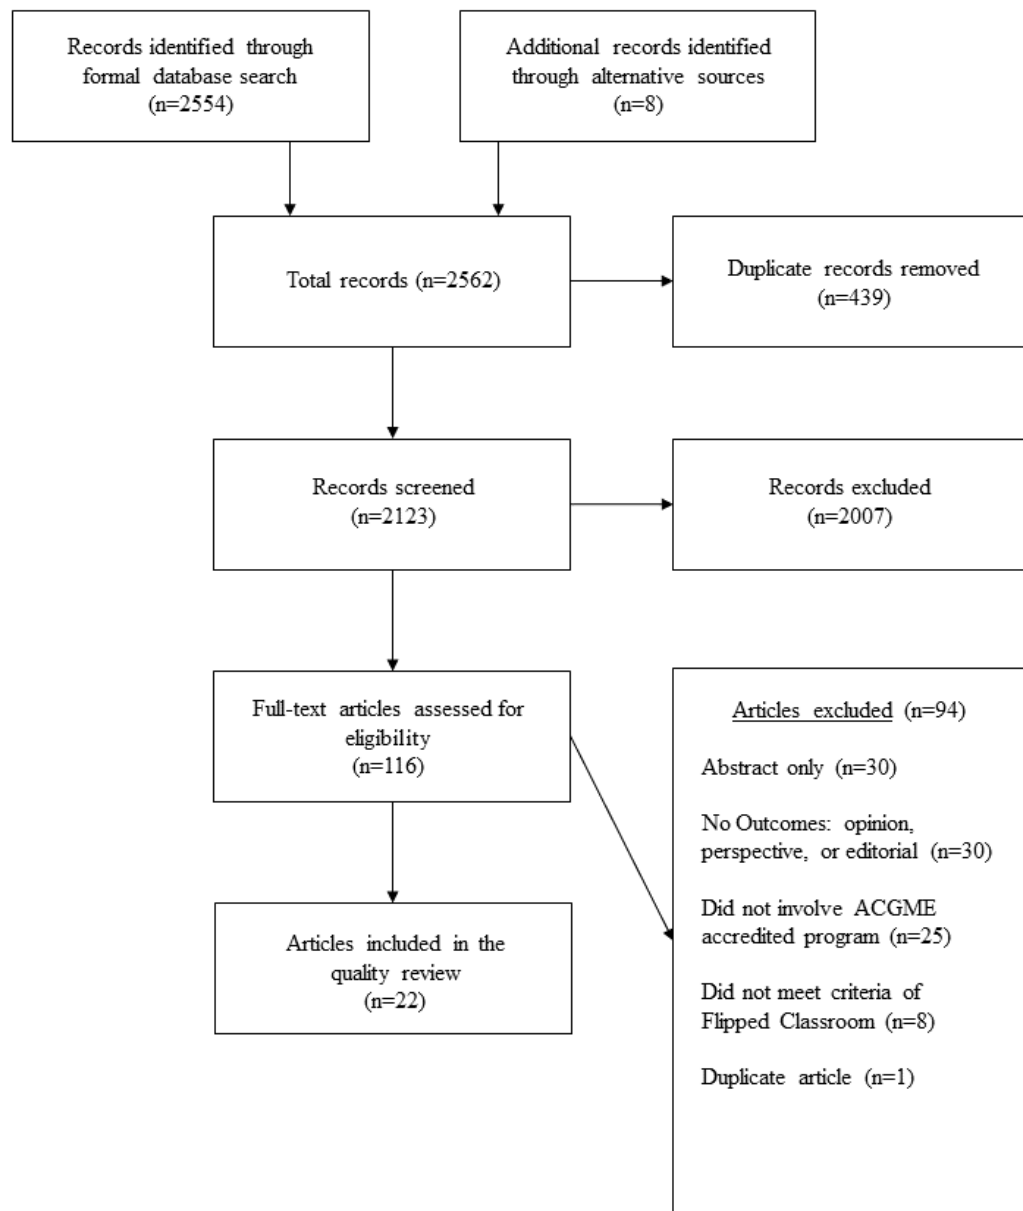 Records identified through
formal database search
(n=2554)
Additional records identified
through alternative sources
(n=8)
Total records (n=2562)
Duplicate records removed
(n=439)
Records screened
(n=2123)
Records excluded
(n=2007)
Full-text articles assessed for
eligibility
(n=116)
Articles excluded (n=94)
Abstract only (n=30)
No Outcomes: opinion,
perspective, or editorial (n=30)
Did not involve ACGME
accredited program (n=25)
Did not meet criteria of
Flipped Classroom (n=8)
Duplicate article (n=1)
Articles included in the
quality review
(n=22)